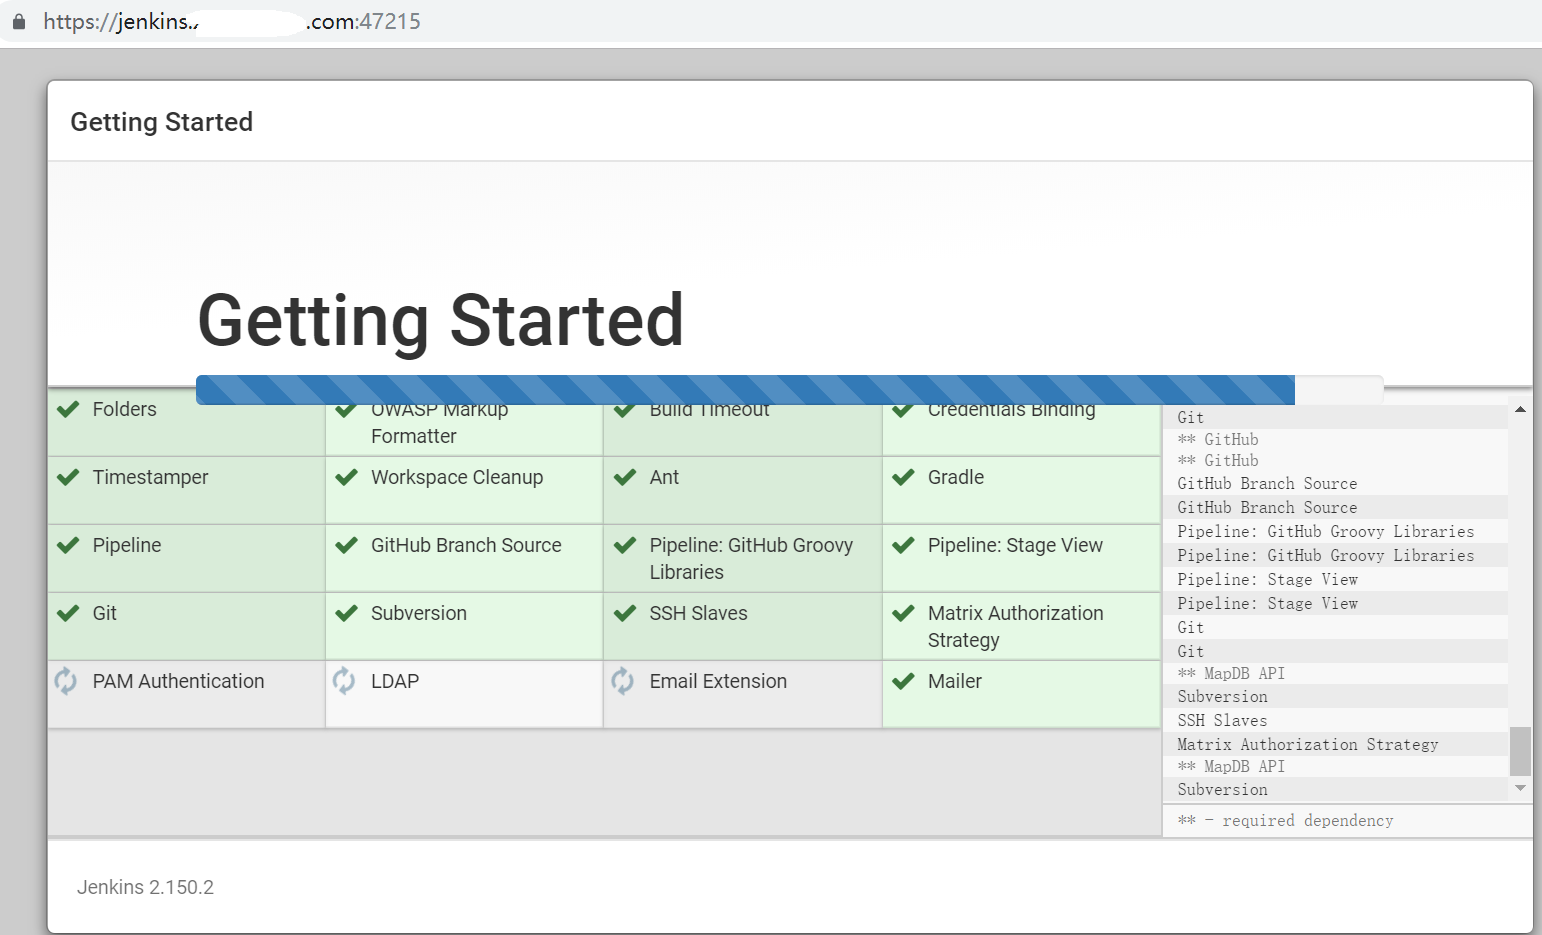 https://jenkins. .com:47215
Getting Started
Getting Started
Folders
OWASP Markup
Formatter
Build Timeout
Credentials Binding
Timestamper
Workspace Cleanup
Ant
Gradle
Pipeline
GitHub Branch Source
Pipeline: GitHub Groovy
Libraries
Pipeline: Stage View
Git
Subversion
SSH Slaves
Matrix Authorization
Strategy
PAM Authentication
LDAP
Email Extension
Mailer
Git
** GitHub
** GitHub
GitHub Branch Source
GitHub Branch Source
Pipeline: GitHub Groovy Libraries
Pipeline: GitHub Groovy Libraries
Pipeline: Stage View
Pipeline: Stage View
Git
Git
** MapDB API
Subversion
SSH Slaves
Matrix Authorization Strategy
** MapDB API
Subversion
** - required dependency
Jenkins 2.150.2